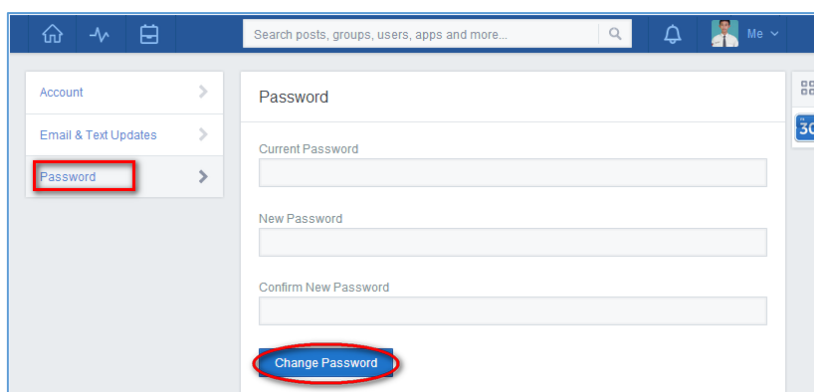 Search posts, groups, users, apps and more...
Me
Account
Email & Text Updates
Password
Password
Current Password
New Password
Confirm New Password
Change Password